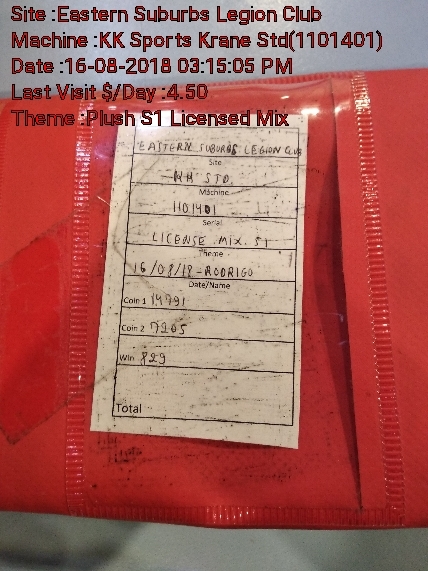 Site :Eastern Suburbs Legion Club
Machine :KK Sports Krane Std(1101401)
Date :16-08-2018 03:15:05 PM
Last Visit $/Day :4.50
Theme :Plush S1 Licensed Mix
EASTERN SUBURBS LEGION CLUB
Site
KK STD
Machine
1101401
Serial
LICENSE MIX S1
Theme
16/08/18-RODRIGO
Date/Name
Coin 1 14791
Coin 2 7205
Win 829
Total